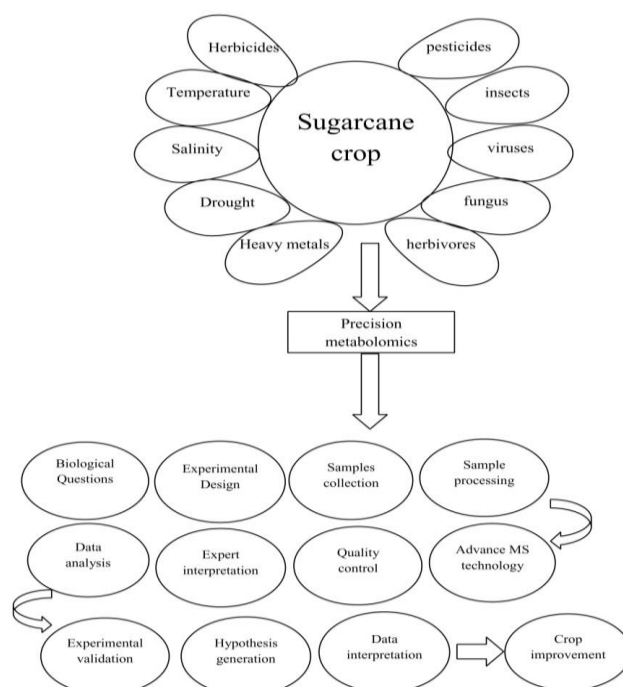 Herbicides
pesticides
Temperature
insects
Sugarcane
crop
Salinity
viruses
Drought
fungus
Heavy metals
herbivores
Precision
metabolomics
Biological
Questions
Experimental
Design
Samples
collection
Sample
processing
Data
analysis
Expert
interpretation
Quality
control
Advance MS
technology
Experimental
validation
Hypothesis
generation
Data
interpretation
Crop
improvement